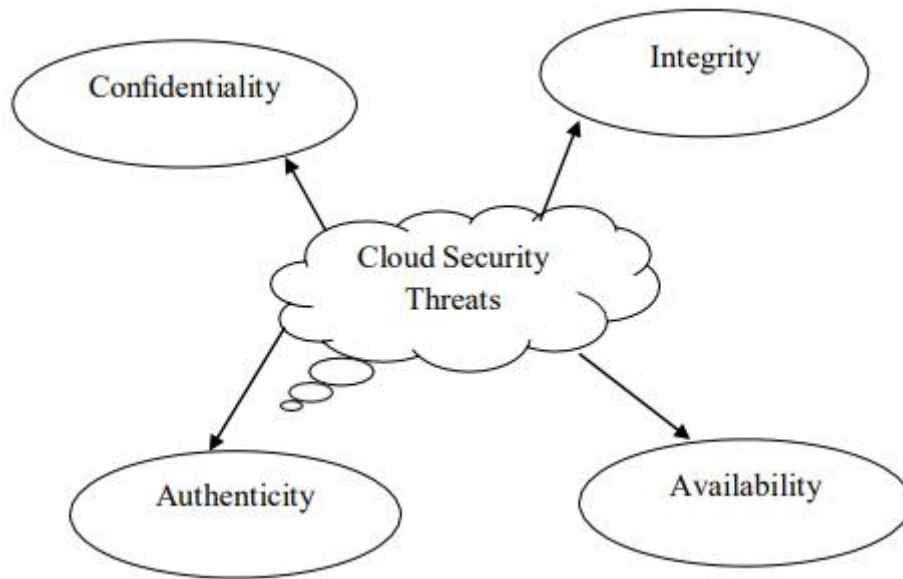 Confidentiality
Integrity
Cloud Security
Threats
Authenticity
Availability